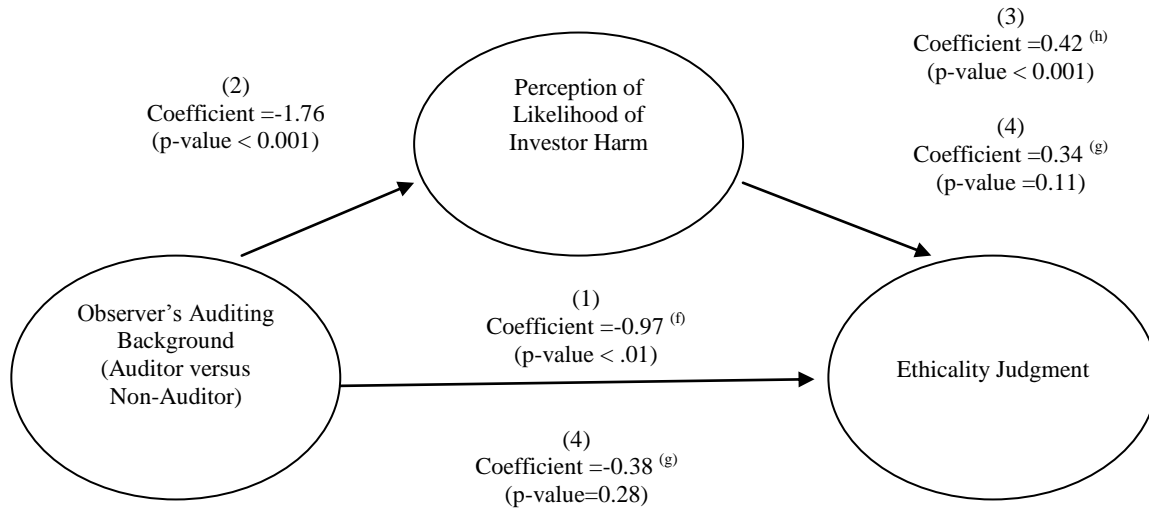 (3)
Coefficient =0.42 (h)
(p-value < 0.001)
(2)
Coefficient =-1.76
(p-value < 0.001)
Perception of
Likelihood of
Investor Harm
(4)
Coefficient =0.34 (g)
(p-value =0.11)
Observer’s Auditing
Background
(Auditor versus
Non-Auditor)
(1)
Coefficient =-0.97 (f)
(p-value < .01)
Ethicality Judgment
(4)
Coefficient =-0.38 (g)
(p-value=0.28)